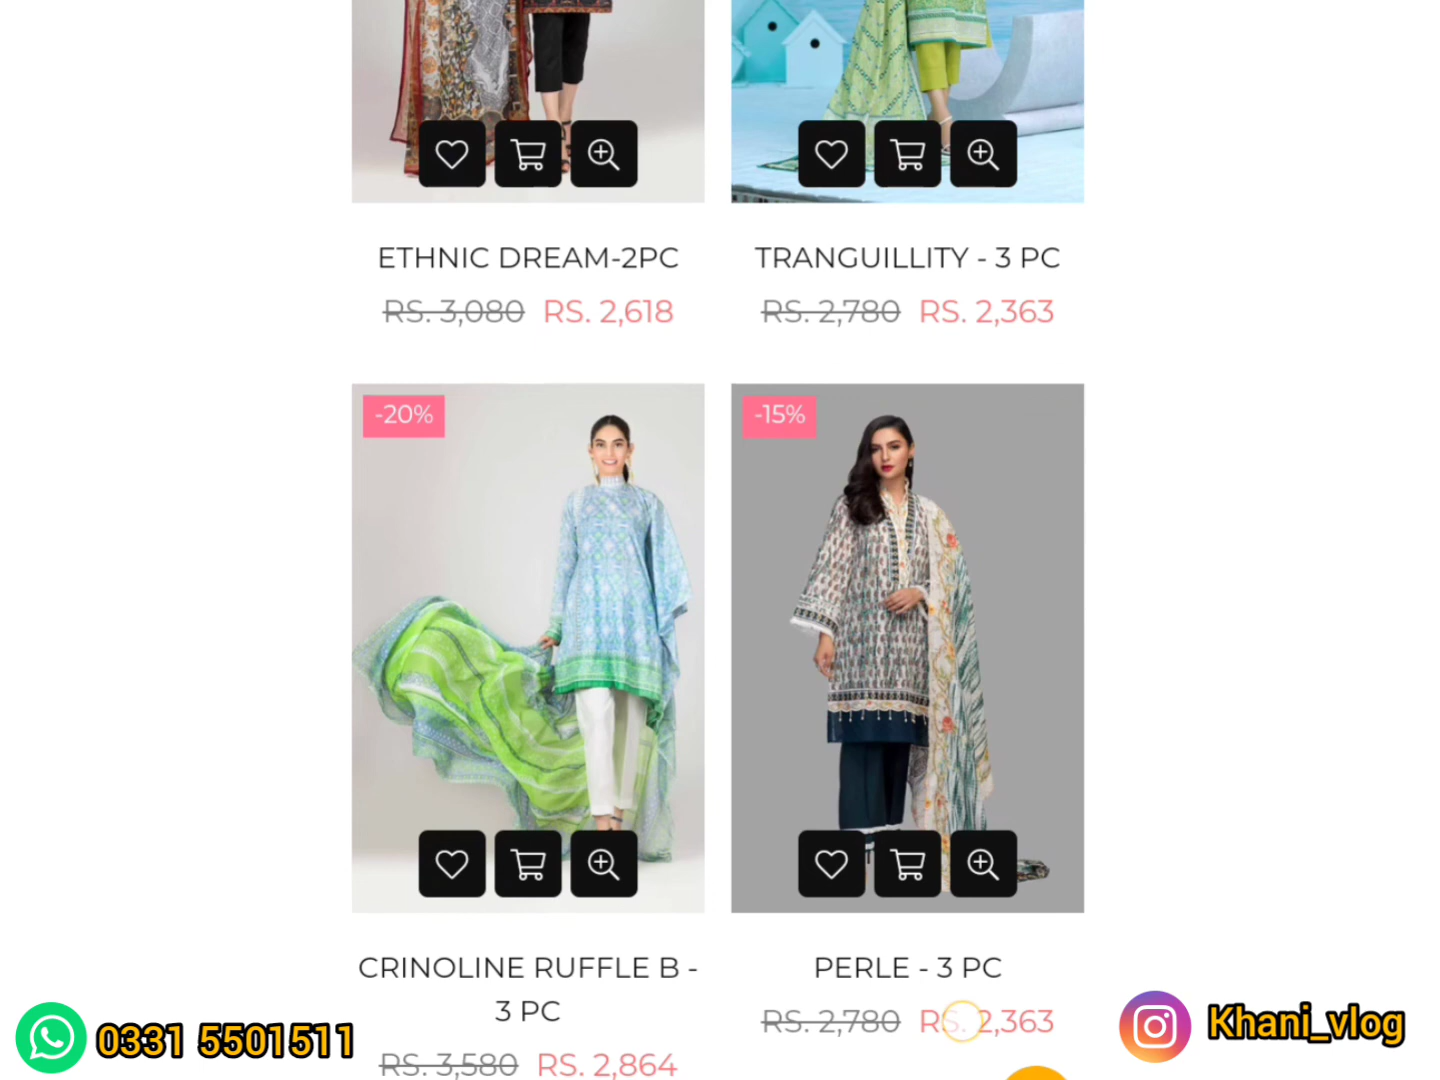 ETHNIC DREAM-2PC
RS. 3,080 RS. 2,618
TRANGUILLITY - 3 PC
RS. 2,780 RS. 2,363
-20%
-15%
CRINOLINE RUFFLE B -
3 PC
RS. 3,580 RS. 2,864
PERLE - 3 PC
RS. 2,780 RS. 2,363
0331 5501511
Khani_vlog